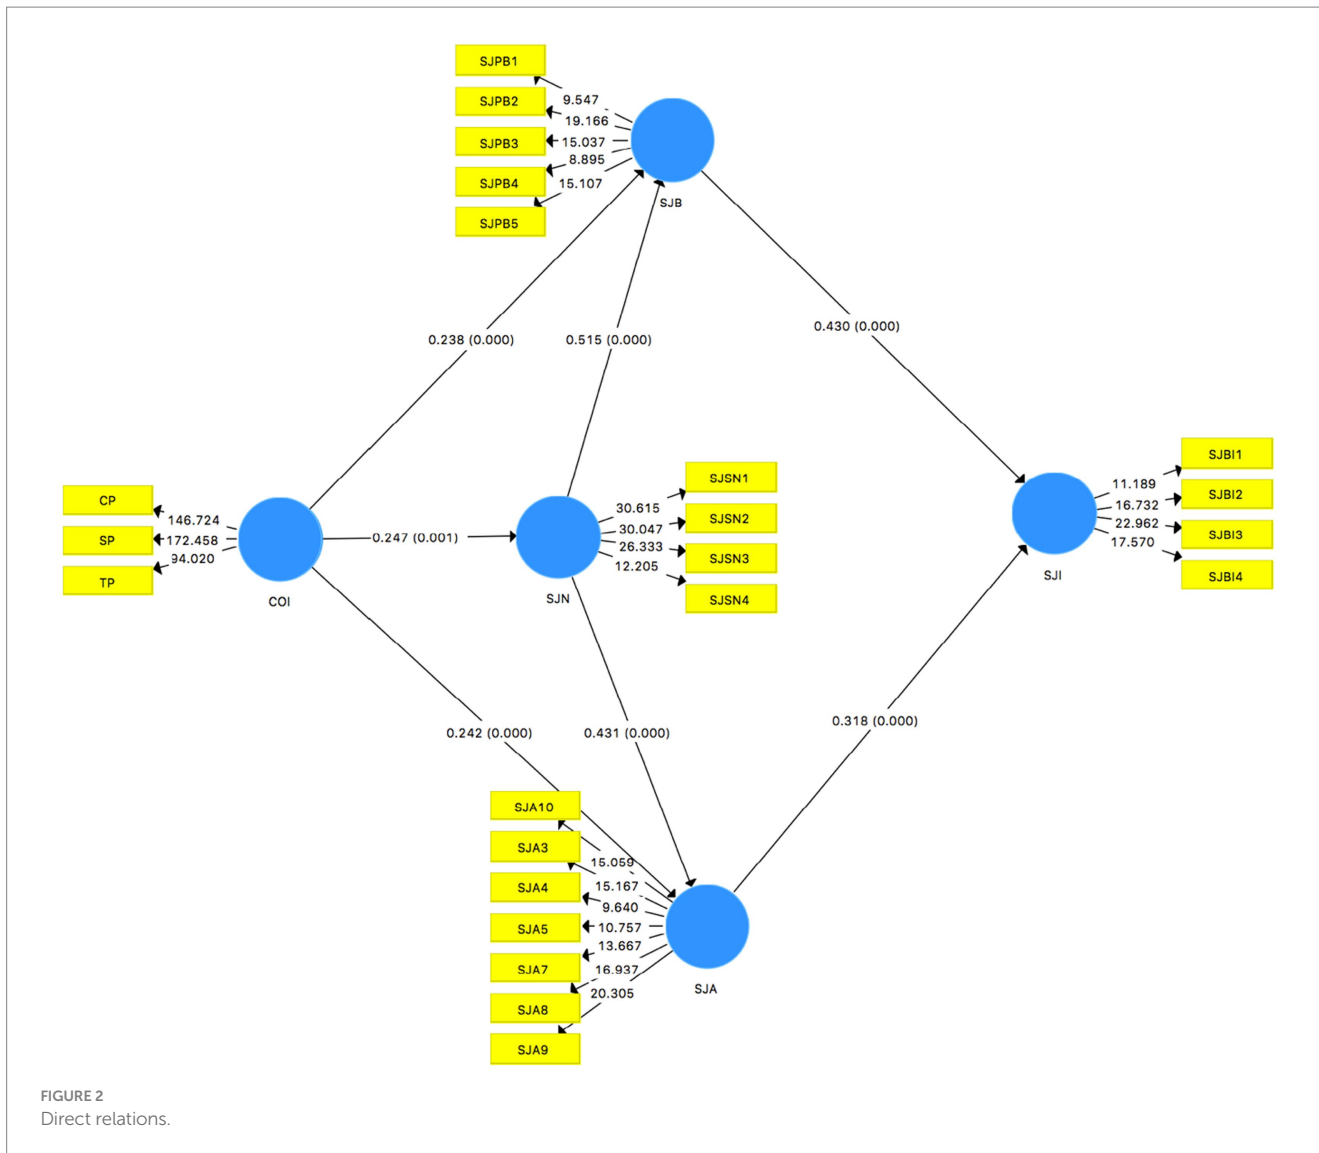 SJPB1
SJPB2
SJPB3
SJPB4
SJPB5
9.547
19.166
15.037
8.895
15.107
SJB
0.238 (0.000)
0.515 (0.000)
0.430 (0.000)
CP
SP
TP
146.724
172.458
94.020
COI
0.247 (0.001)
SJN
30.615
30.047
26.333
12.205
SJSN1
SJSN2
SJSN3
SJSN4
SJI
11.189
16.732
22.962
17.570
SJBI1
SJBI2
SJBI3
SJBI4
0.242 (0.000)
0.431 (0.000)
0.318 (0.000)
SJA10
SJA3
SJA4
SJA5
SJA7
SJA8
SJA9
15.059
15.167
9.640
10.757
13.667
16.937
20.305
SJA
FIGURE 2
Direct relations.